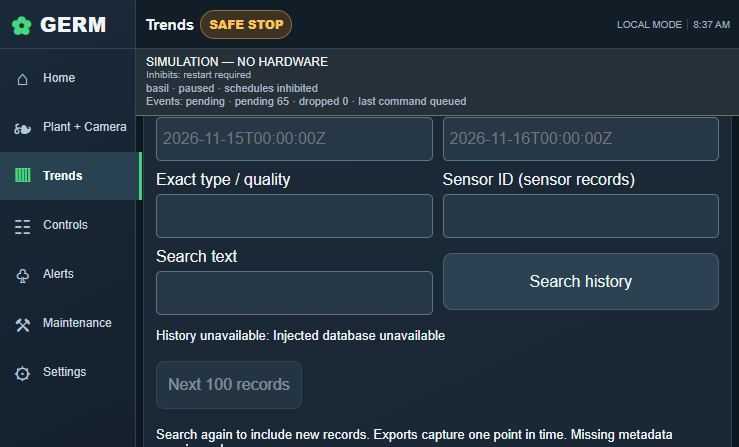 GERM
Trends SAFE STOP LOCAL MODE 8:37 AM
SIMULATION — NO HARDWARE
Inhibits: restart required
basil · paused · schedules inhibited
Events: pending · pending 65 · dropped 0 · last command queued
Home
Plant + Camera
Trends
Controls
Alerts
Maintenance
Settings
2026-11-15T00:00:00Z 2026-11-16T00:00:00Z
Exact type / quality Sensor ID (sensor records)
Search text
Search history
History unavailable: Injected database unavailable
Next 100 records
Search again to include new records. Exports capture one point in time. Missing metadata